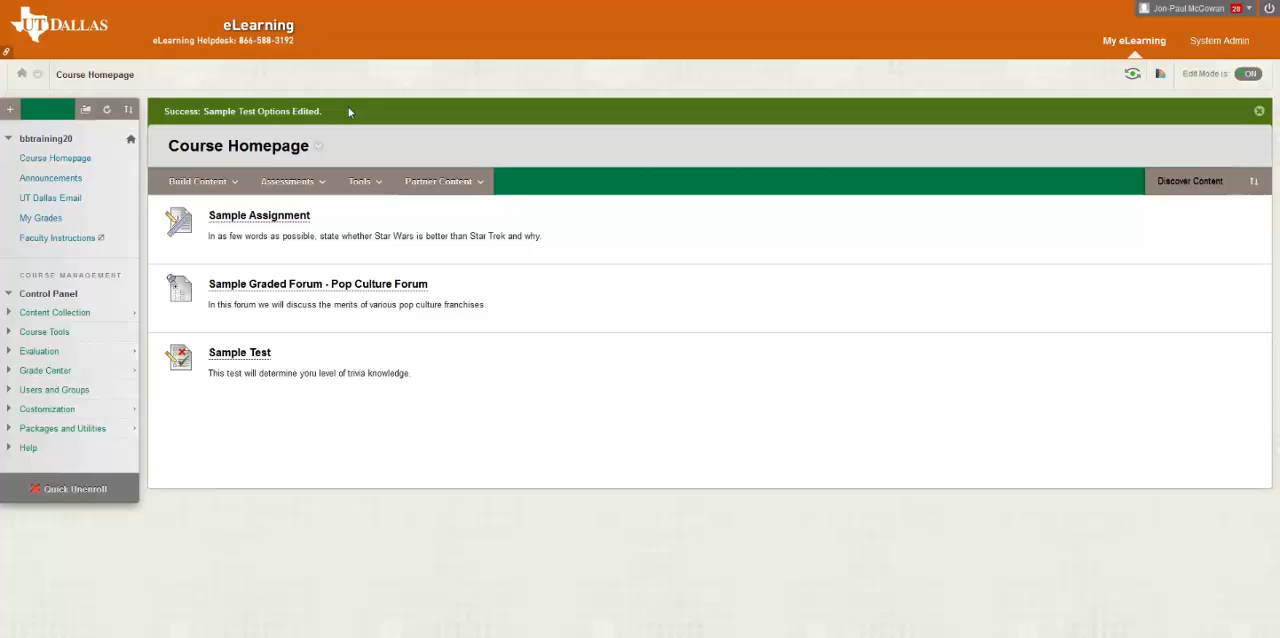 UT DALLAS
eLearning
eLearning Helpdesk: 866-588-3192
Jon-Paul McGowan 20
My eLearning System Admin
Course Homepage
Edit Mode is: ON
Success: Sample Test Options Edited.
bbtraining20
Course Homepage
Announcements
UT Dallas Email
My Grades
Faculty Instructions
COURSE MANAGEMENT
Control Panel
Content Collection
Course Tools
Evaluation
Grade Center
Users and Groups
Customization
Packages and Utilities
Help
Quick Unenroll
Course Homepage
Build Content Assessments Tools Partner Content Discover Content
Sample Assignment
In as few words as possible, state whether Star Wars is better than Star Trek and why.
Sample Graded Forum - Pop Culture Forum
In this forum we will discuss the merits of various pop culture franchises.
Sample Test
This test will determine yoru level of trivia knowledge.